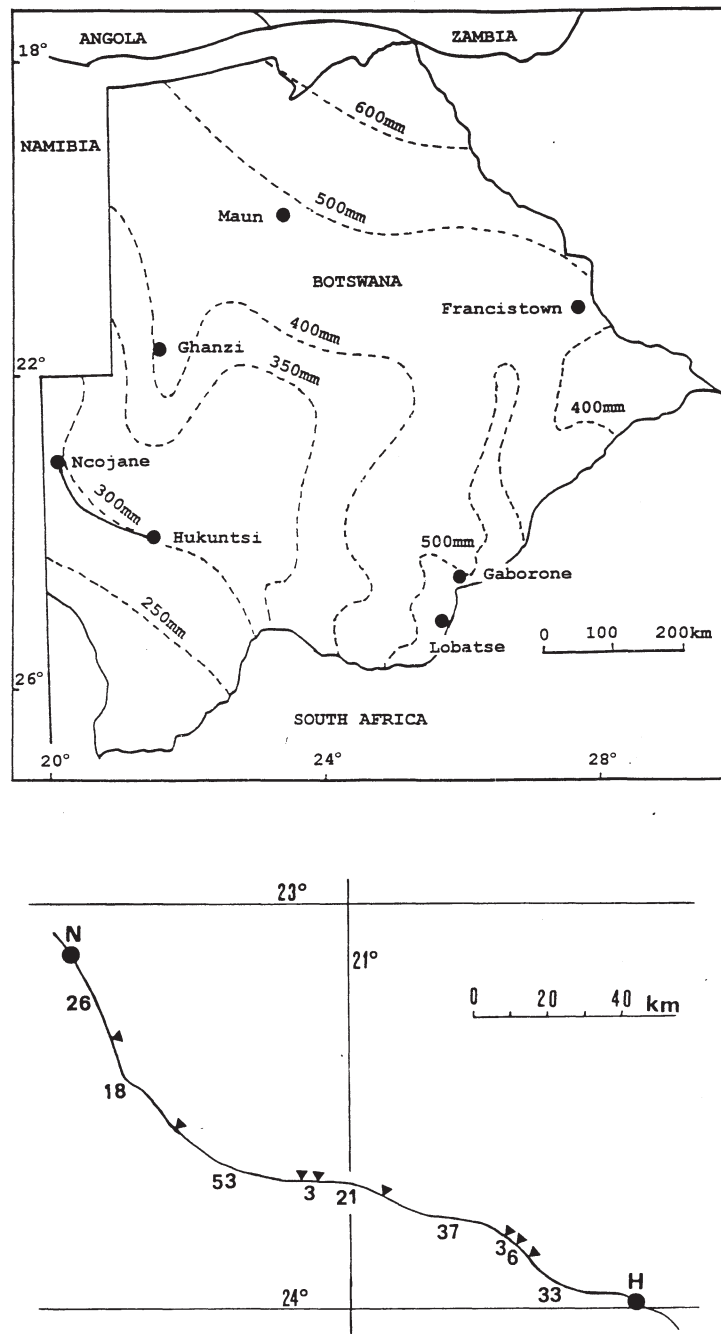 ANGOLA ZAMBIA
18°
600mm
NAMIBIA
500mm
Maun
BOTSWANA
Francistown
400mm
Ghanzi
350mm
22°
400mm
Ncojane
300mm
Hukuntsi
500mm
Gaborone
250mm
Lobatse
0 100 200km
26°
SOUTH AFRICA
20° 24° 28°
23°
N
21°
26
0 20 40 km
18
53 3 21
37
3 6
33 H
24°